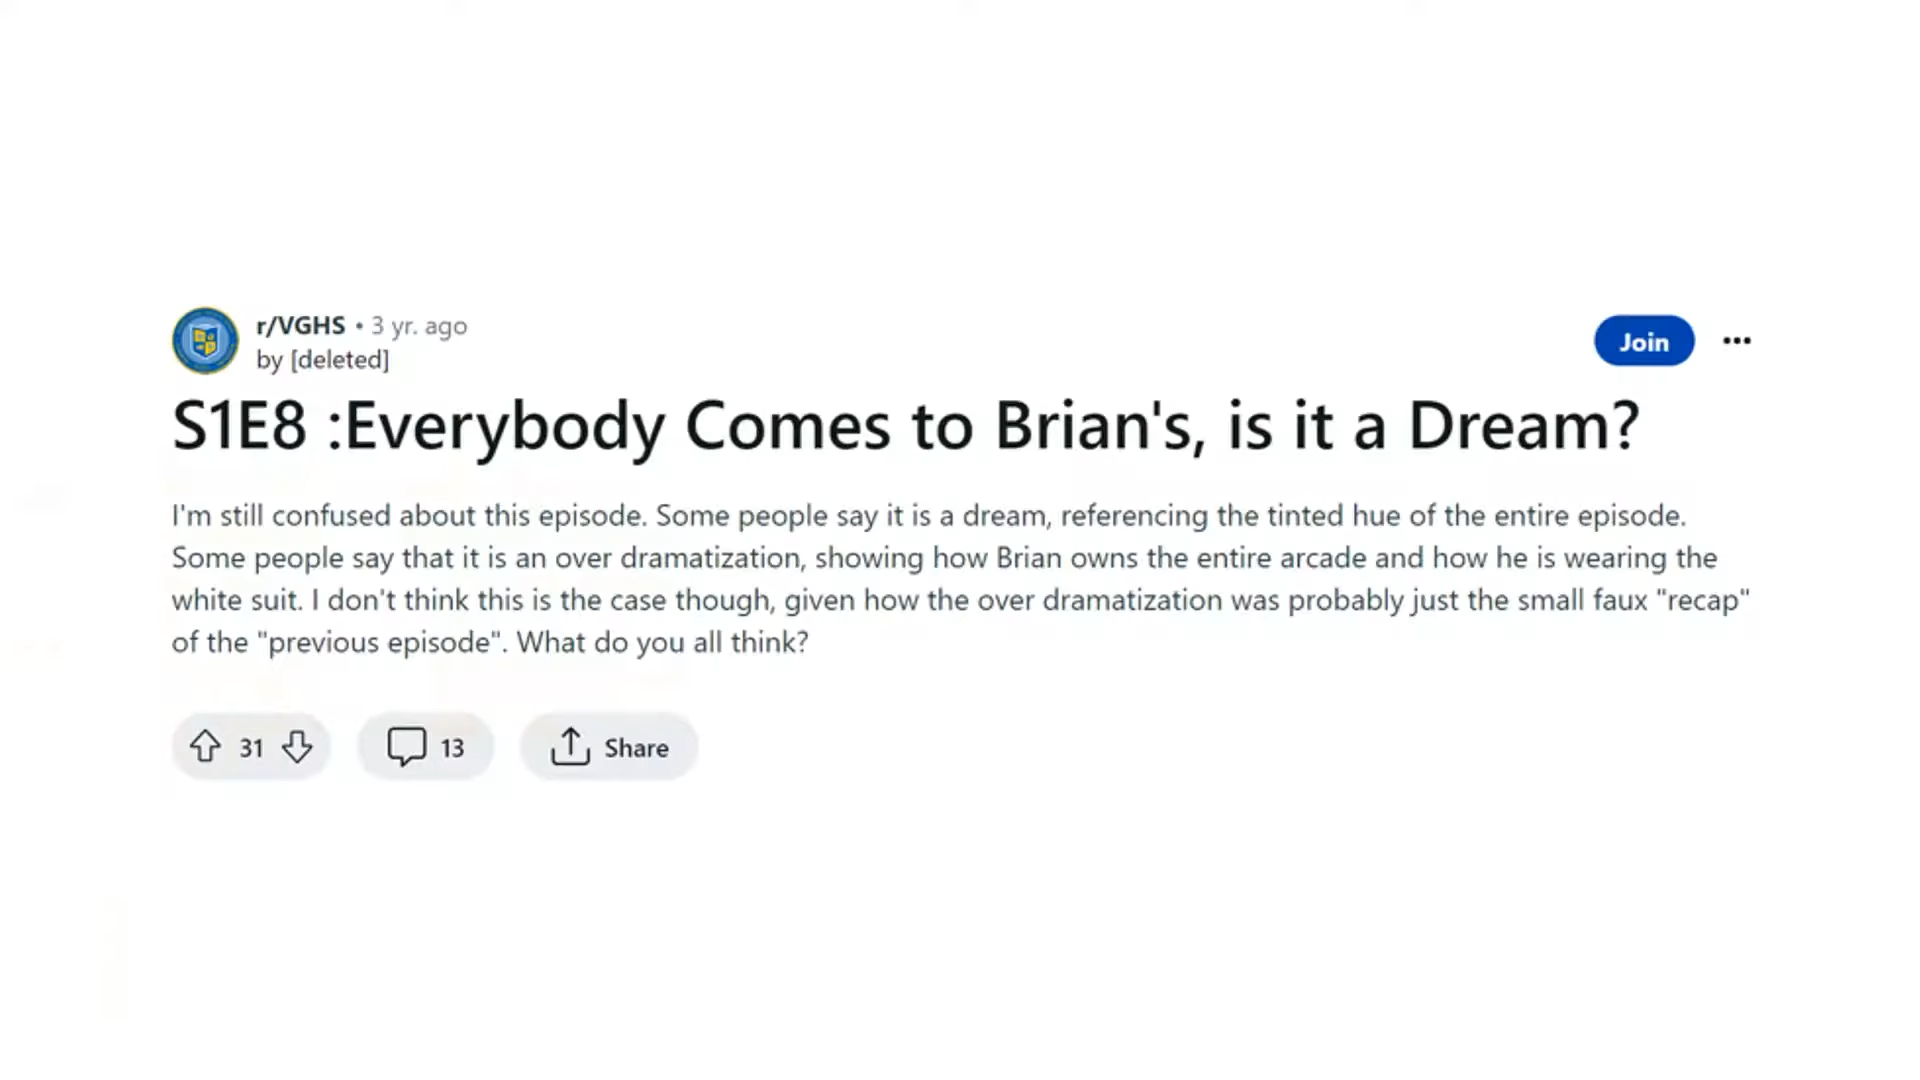 r/VGHS • 3 yr. ago
by [deleted]
Join
S1E8 :Everybody Comes to Brian's, is it a Dream?
I'm still confused about this episode. Some people say it is a dream, referencing the tinted hue of the entire episode.
Some people say that it is an over dramatization, showing how Brian owns the entire arcade and how he is wearing the
white suit. I don't think this is the case though, given how the over dramatization was probably just the small faux "recap"
of the "previous episode". What do you all think?
31
13
Share